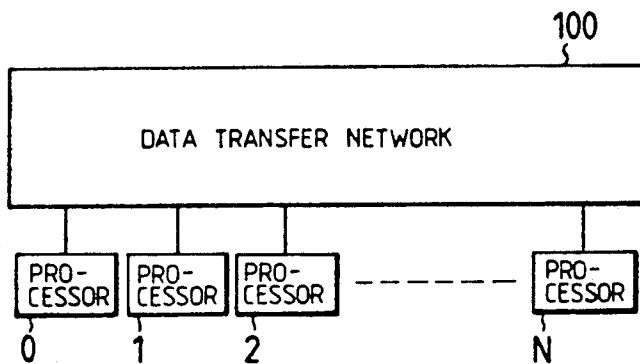 100
DATA TRANSFER NETWORK
PRO-
CESSOR
PRO-
CESSOR
PRO-
CESSOR
PRO-
CESSOR
0
1
2
N